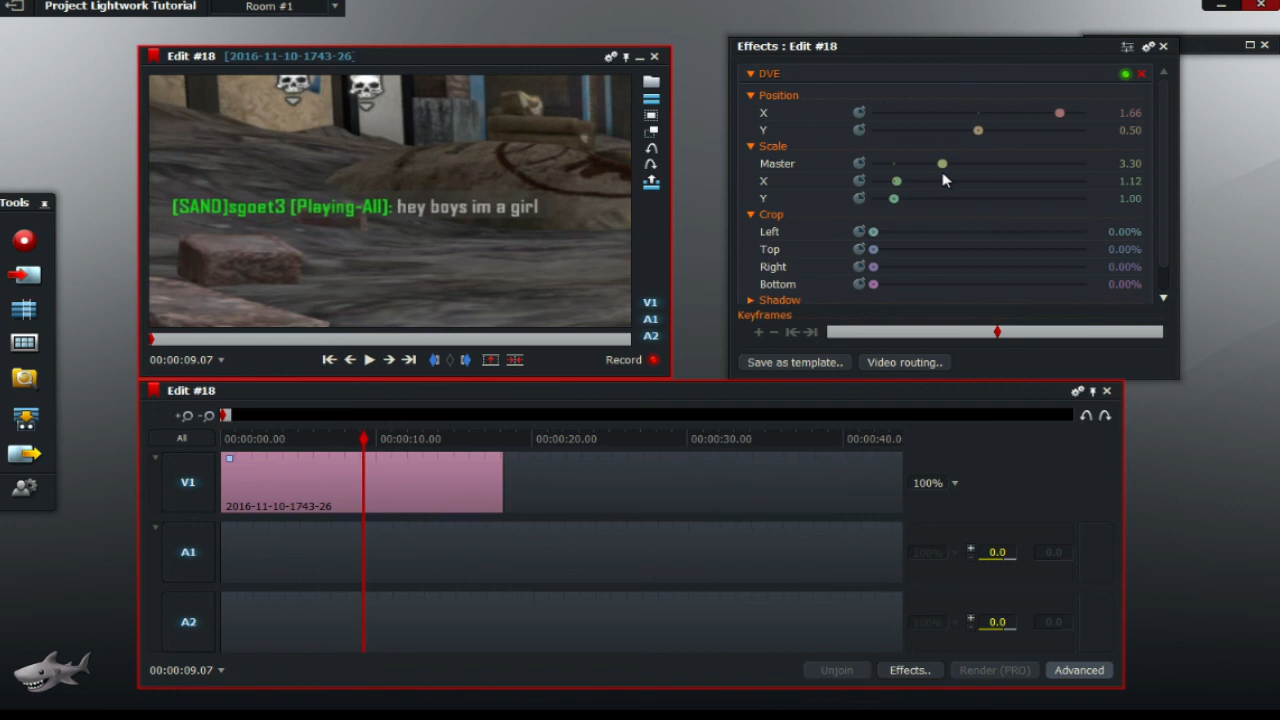 Project Lightwork Tutorial
Room #1
Edit #18 [2016-11-10-1743-26]
[SAND]sgoet3 [Playing-All]: hey boys im a girl
V1
A1
A2
00:00:09.07
Record
Effects : Edit #18
DVE
Position
X 1.66
Y 0.50
Scale
Master 3.30
X 1.12
Y 1.00
Crop
Left 0.00%
Top 0.00%
Right 0.00%
Bottom 0.00%
Shadow
Keyframes
Save as template..
Video routing..
Tools
Edit #18
All
00:00:00.00
00:00:10.00
00:00:20.00
00:00:30.00
00:00:40.0
V1
2016-11-10-1743-26
100%
A1
100%
0.0
0.0
A2
100%
0.0
0.0
00:00:09.07
Unjoin
Effects..
Render (PRO)
Advanced